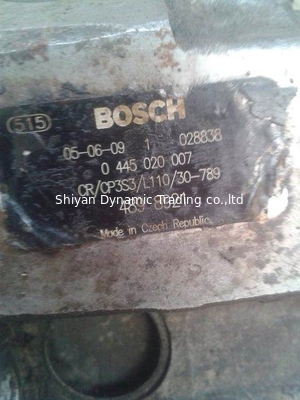 515 BOSCH
05-06-09 1 028838
0 445 020 007
CR/CP3S3/L110/30-789
Shiyan Dynamic Trading co.,ltd
Made in Czech Republic